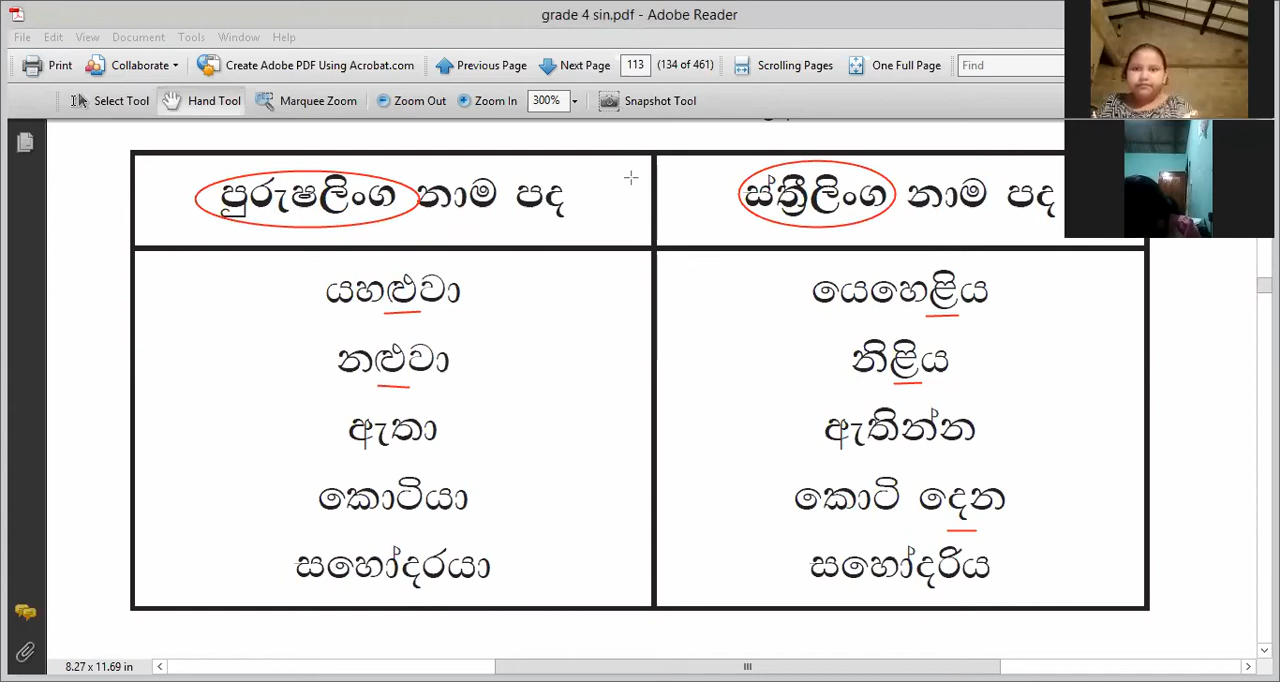 grade 4 sin.pdf - Adobe Reader
File Edit View Document Tools Window Help
Print Collaborate Create Adobe PDF Using Acrobat.com Previous Page Next Page 113 (134 of 461) Scrolling Pages One Full Page Find
Select Tool Hand Tool Marquee Zoom Zoom Out Zoom In 300% Snapshot Tool
පුරුෂලිංග නාම පද ස්ත්‍රීලිංග නාම පද
යහළුවා යෙහෙළිය
නළුවා නිළිය
ඇතා ඇතින්න
කොටියා කොටි දෙන
සහෝදරයා සහෝදරිය
8.27 x 11.69 in